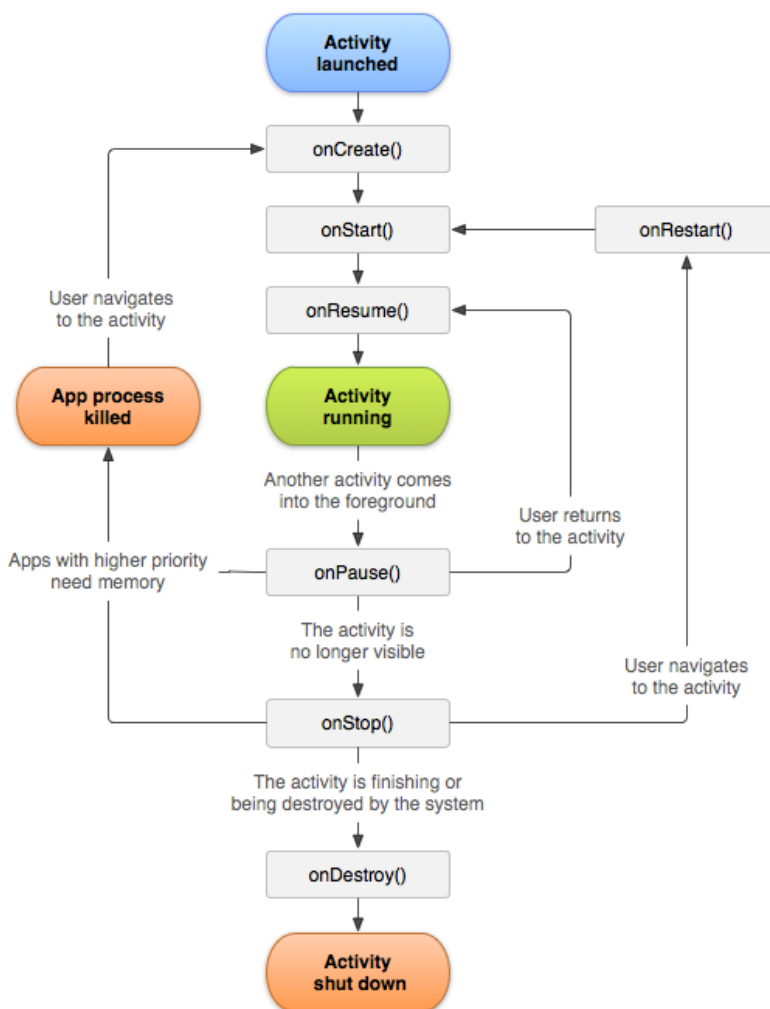 Activity
launched
onCreate()
onStart()
onRestart()
User navigates
to the activity
onResume()
App process
killed
Activity
running
Another activity comes
into the foreground
User returns
to the activity
Apps with higher priority
need memory
onPause()
The activity is
no longer visible
User navigates
to the activity
onStop()
The activity is finishing or
being destroyed by the system
onDestroy()
Activity
shut down